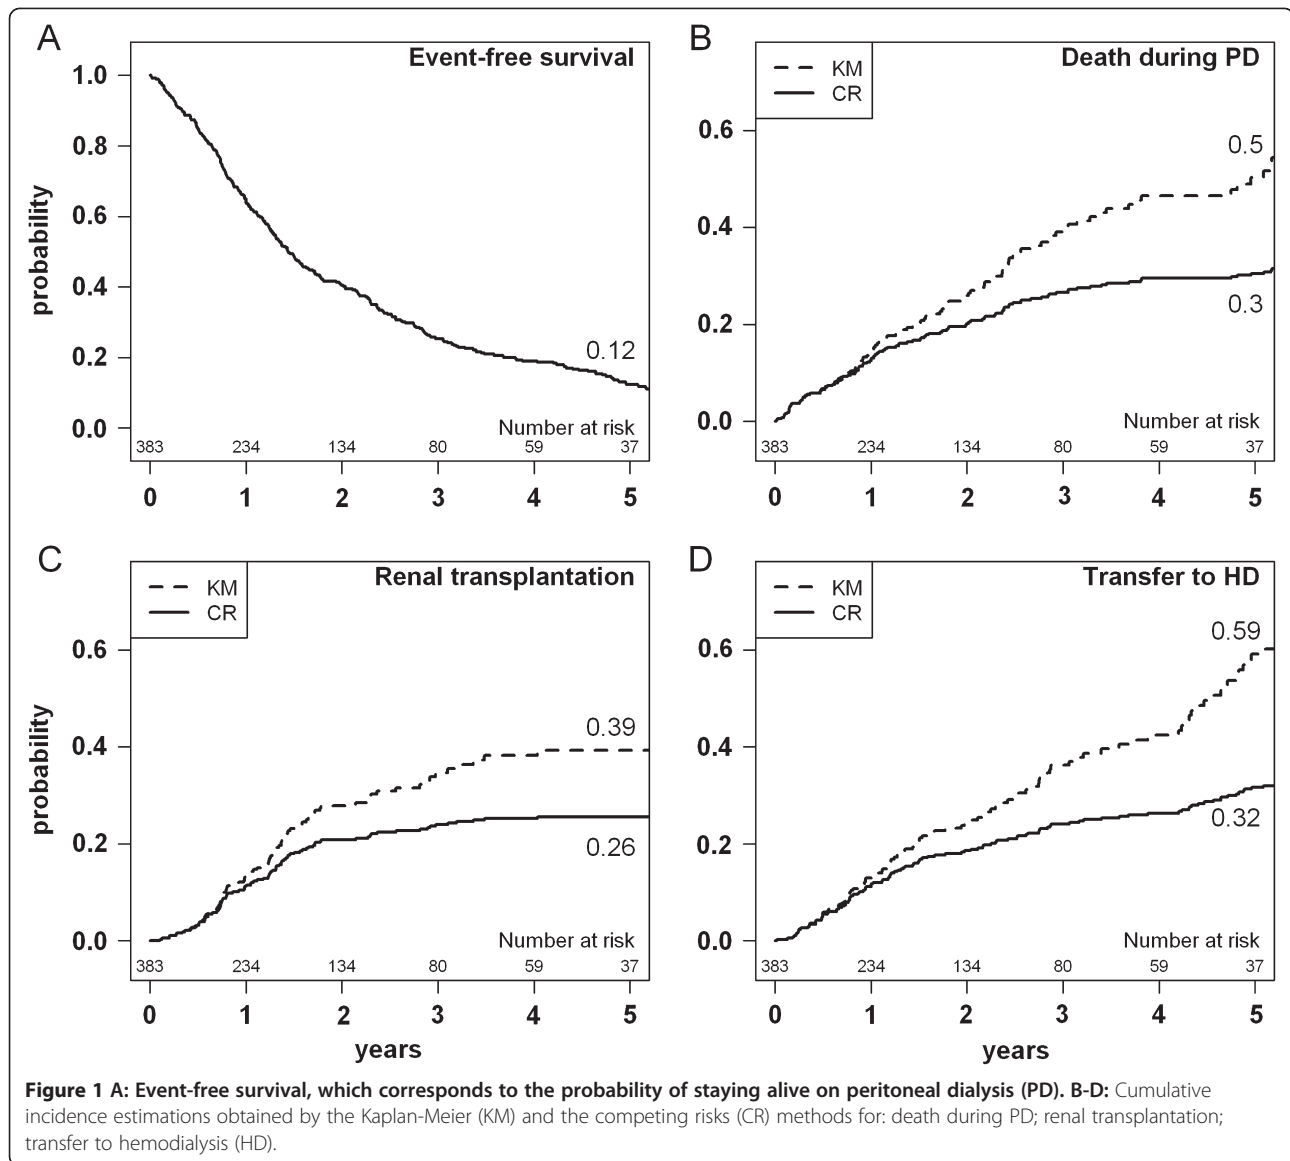 A
Event-free survival
probability
1.0
0.8
0.6
0.4
0.2
0.0
0.12
Number at risk
383 234 134 80 59 37
0 1 2 3 4 5
B
KM
CR
Death during PD
0.6
0.4
0.2
0.0
0.5
0.3
Number at risk
383 234 134 80 59 37
0 1 2 3 4 5
C
KM
CR
Renal transplantation
probability
0.6
0.4
0.2
0.0
0.39
0.26
Number at risk
383 234 134 80 59 37
0 1 2 3 4 5
years
D
KM
CR
Transfer to HD
0.6
0.4
0.2
0.0
0.59
0.32
Number at risk
383 234 134 80 59 37
0 1 2 3 4 5
years
Figure 1 A: Event-free survival, which corresponds to the probability of staying alive on peritoneal dialysis (PD). B-D: Cumulative
incidence estimations obtained by the Kaplan-Meier (KM) and the competing risks (CR) methods for: death during PD; renal transplantation;
transfer to hemodialysis (HD).